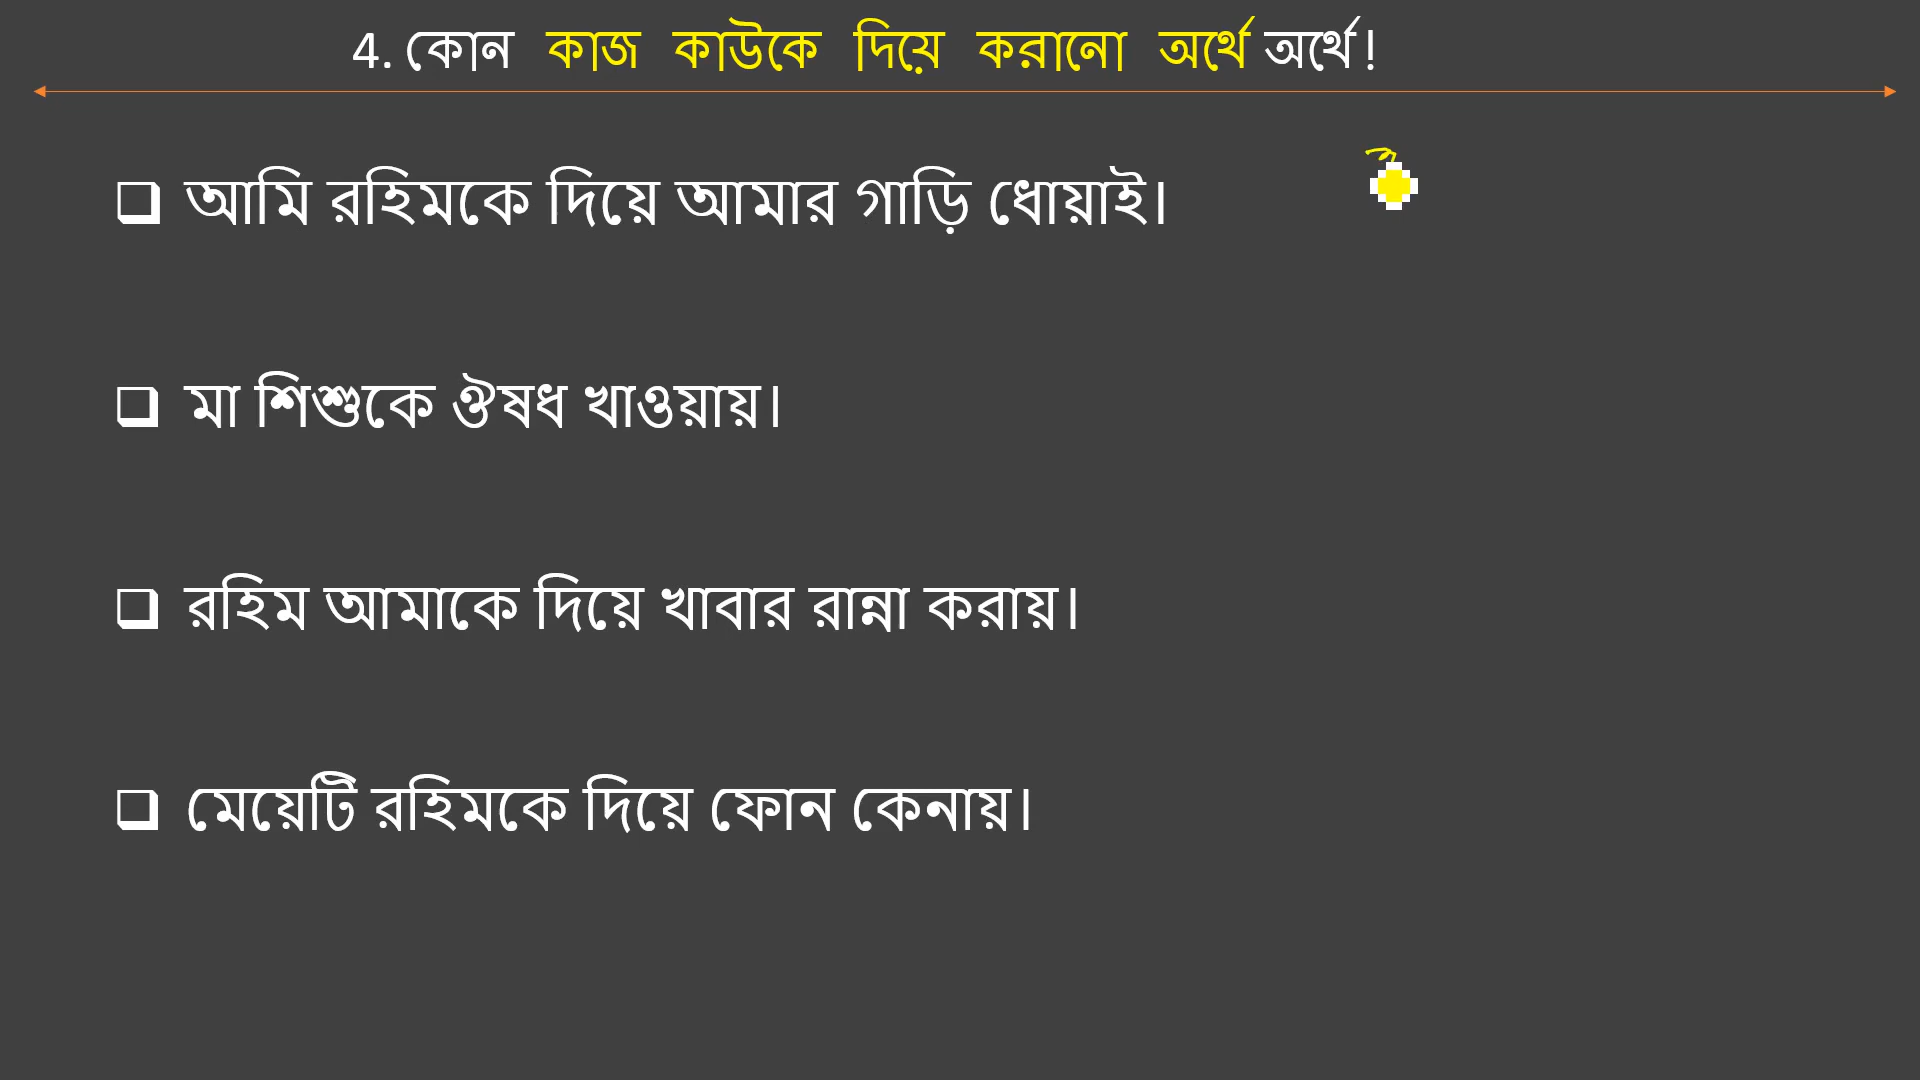 4. কোন কাজ কাউকে দিয়ে করানো অর্থে অর্থে!
আমি রহিমকে দিয়ে আমার গাড়ি ধোয়াই।
মা শিশুকে ঔষধ খাওয়ায়।
রহিম আমাকে দিয়ে খাবার রান্না করায়।
মেয়েটি রহিমকে দিয়ে ফোন কেনায়।